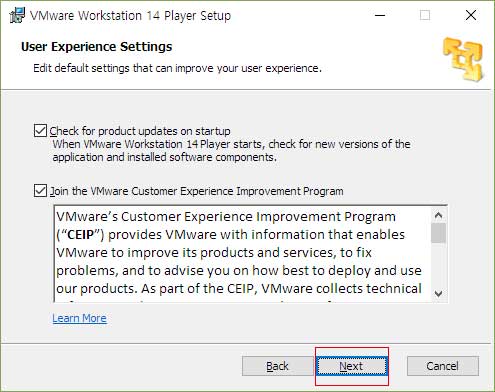 VMware Workstation 14 Player Setup
User Experience Settings
Edit default settings that can improve your user experience.
Check for product updates on startup
When VMware Workstation 14 Player starts, check for new versions of the
application and installed software components.
Join the VMware Customer Experience Improvement Program
VMware's Customer Experience Improvement Program
("CEIP") provides VMware with information that enables
VMware to improve its products and services, to fix
problems, and to advise you on how best to deploy and use
our products. As part of the CEIP, VMware collects technical
Learn More
Back
Next
Cancel